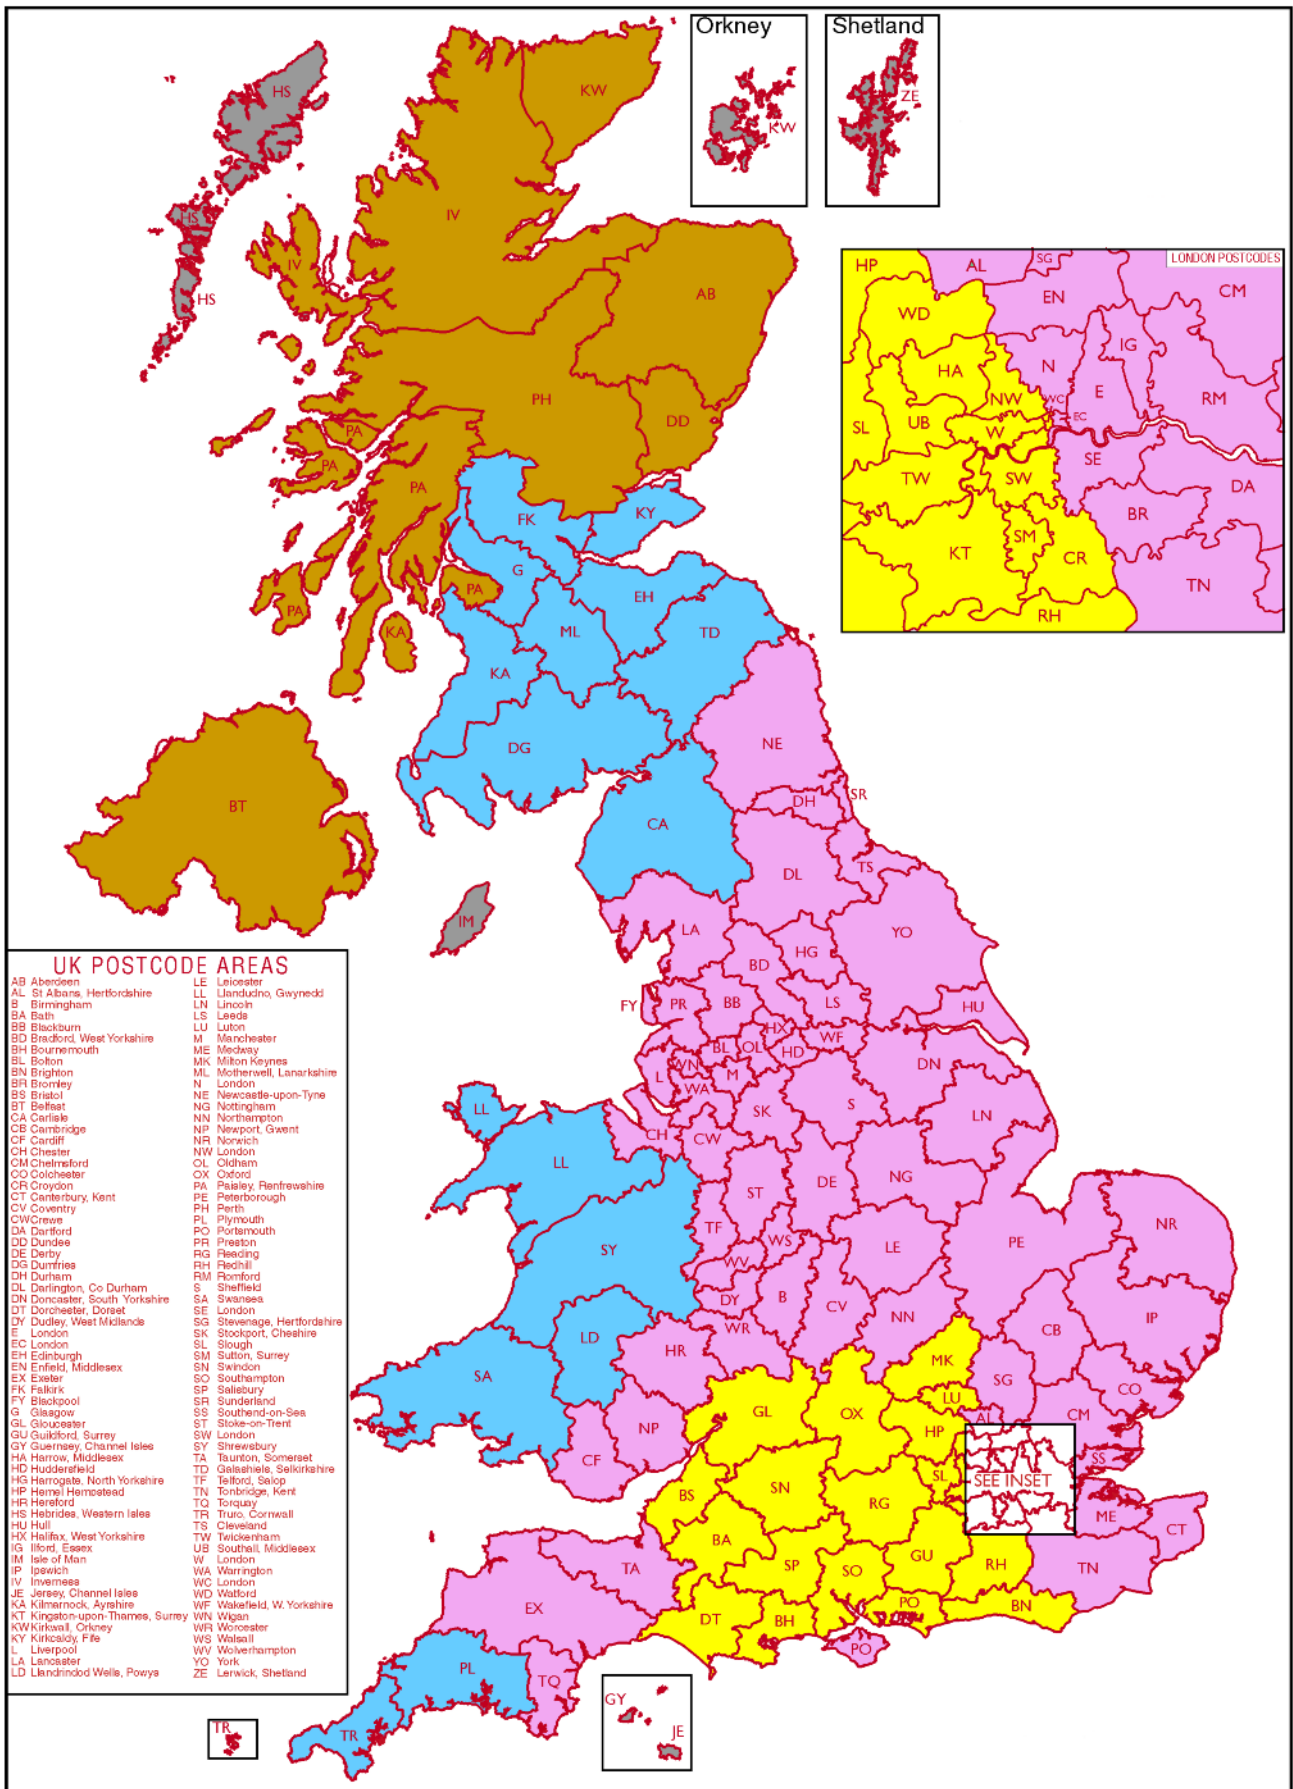 Orkney
Shetland
HS
KW
KW
ZE
HS
IV
IV
HS
AB
LONDON POSTCODES
HP
AL
SG
EN
CM
WD
IG
HA
N
NW
WC
E
RM
SL
UB
W
EC
TW
SW
SE
DA
BR
KT
SM
CR
TN
RH
PH
DD
PA
PA
PA
FK
KY
G
PA
EH
PA
KA
ML
TD
KA
DG
NE
BT
DH
SR
CA
DL
TS
IM
LA
YO
HG
BD
FY
PR
BB
LS
HU
HX
WF
BL
OL
HD
WN
M
DN
L
WA
SK
S
LN
LL
CH
CW
LL
ST
DE
NG
NR
TF
WS
LE
PE
SY
WV
DY
B
CV
NN
IP
WR
CB
LD
HR
MK
SA
SG
CO
LU
GL
OX
AL
CM
NP
HP
CF
SL
SEE INSET
SS
BS
SN
RG
ME
CT
BA
GU
RH
TN
TA
SP
SO
EX
PO
BN
DT
BH
PO
PL
TQ
TR
TR
GY
JE
UK POSTCODE AREAS
AB Aberdeen
AL St Albans, Hertfordshire
B Birmingham
BA Bath
BB Blackburn
BD Bradford, West Yorkshire
BH Bournemouth
BL Bolton
BN Brighton
BR Bromley
BS Bristol
BT Belfast
CA Carlisle
CB Cambridge
CF Cardiff
CH Chester
CM Chelmsford
CO Colchester
CR Croydon
CT Canterbury, Kent
CV Coventry
CW Crewe
DA Dartford
DD Dundee
DE Derby
DG Dumfries
DH Durham
DL Darlington, Co Durham
DN Doncaster, South Yorkshire
DT Dorchester, Dorset
DY Dudley, West Midlands
E London
EC London
EH Edinburgh
EN Enfield, Middlesex
EX Exeter
FK Falkirk
FY Blackpool
G Glasgow
GL Gloucester
GU Guildford, Surrey
GY Guernsey, Channel Isles
HA Harrow, Middlesex
HD Huddersfield
HG Harrogate, North Yorkshire
HP Hemel Hempstead
HR Hereford
HS Hebrides, Western Isles
HU Hull
HX Halifax, West Yorkshire
IG Ilford, Essex
IM Isle of Man
IP Ipswich
IV Inverness
JE Jersey, Channel Isles
KA Kilmarnock, Ayrshire
KT Kingston-upon-Thames, Surrey
KW Kirkwall, Orkney
KY Kirkcaldy, Fife
L Liverpool
LA Lancaster
LD Llandrindod Wells, Powys
LE Leicester
LL Llandudno, Gwynedd
LN Lincoln
LS Leeds
LU Luton
M Manchester
ME Medway
MK Milton Keynes
ML Motherwell, Lanarkshire
N London
NE Newcastle-upon-Tyne
NG Nottingham
NN Northampton
NP Newport, Gwent
NR Norwich
NW London
OL Oldham
OX Oxford
PA Paisley, Renfrewshire
PE Peterborough
PH Perth
PL Plymouth
PO Portsmouth
PR Preston
RG Reading
RH Redhill
RM Romford
S Sheffield
SA Swansea
SE London
SG Stevenage, Hertfordshire
SK Stockport, Cheshire
SL Slough
SM Sutton, Surrey
SN Swindon
SO Southampton
SP Salisbury
SR Sunderland
SS Southend-on-Sea
ST Stoke-on-Trent
SW London
SY Shrewsbury
TA Taunton, Somerset
TD Galashiels, Selkirkshire
TF Telford, Salop
TN Tonbridge, Kent
TQ Torquay
TR Truro, Cornwall
TS Cleveland
TW Twickenham
UB Southall, Middlesex
W London
WA Warrington
WC London
WD Watford
WF Wakefield, W. Yorkshire
WN Wigan
WR Worcester
WS Walsall
WV Wolverhampton
YO York
ZE Lerwick, Shetland